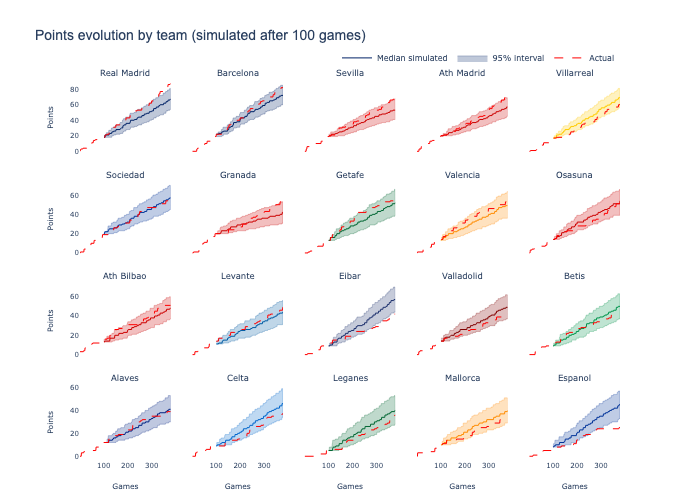 Points evolution by team (simulated after 100 games)
Median simulated 95% interval Actual
Real Madrid Barcelona Sevilla Ath Madrid Villarreal
80
60
40
20
0
Points
Sociedad Granada Getafe Valencia Osasuna
60
40
20
0
Points
Ath Bilbao Levante Eibar Valladolid Betis
60
40
20
0
Points
Alaves Celta Leganes Mallorca Espanol
60
40
20
0
Points
100 200 300 100 200 300 100 200 300 100 200 300 100 200 300
Games Games Games Games Games